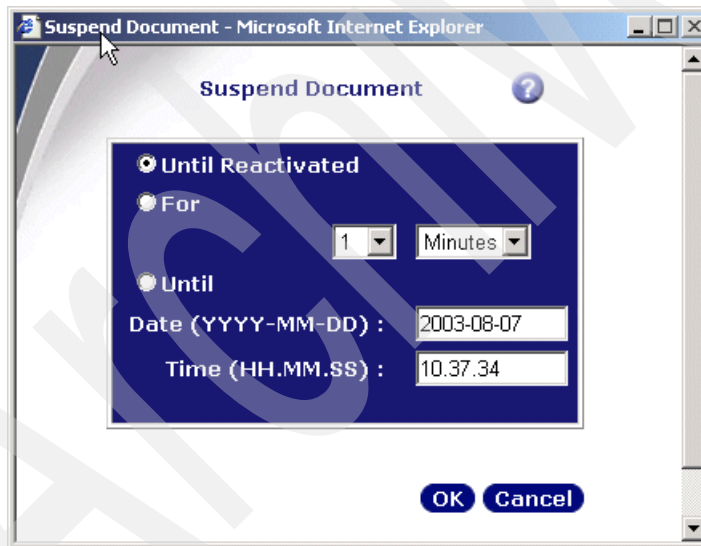 Suspend Document - Microsoft Internet Explorer
Suspend Document ?
Until Reactivated
For
1 Minutes
Until
Date (YYYY-MM-DD) : 2003-08-07
Time (HH.MM.SS) : 10.37.34
OK Cancel